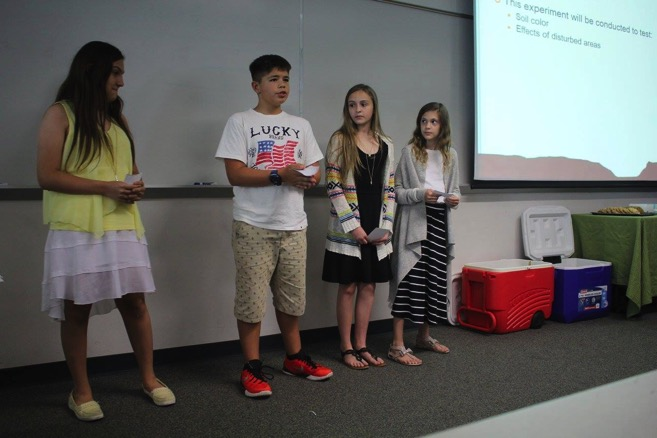 This experiment will be conducted to test:
Soil color
Effects of disturbed areas
LUCKY